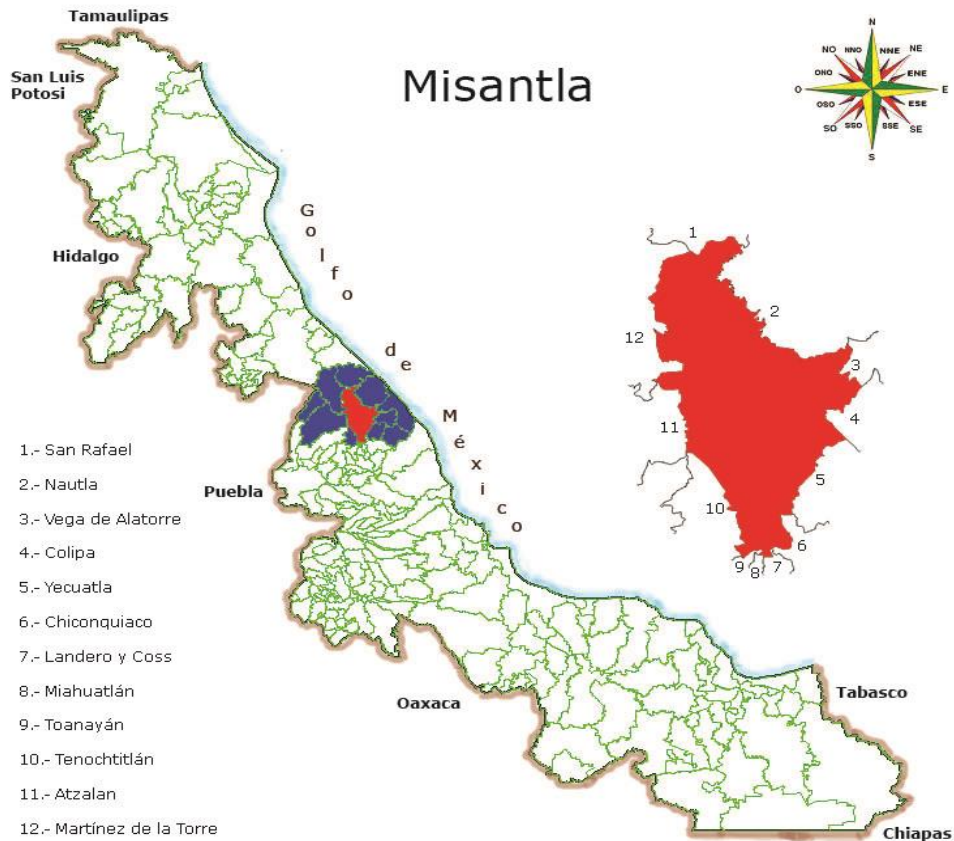 Tamaulipas
San Luis
Potosi
Misantla
N
NNO
NNE
NO
NE
ONO
ENE
O
E
OSO
ESE
SO
SSO
SSE
SE
S
Golfo de México
Hidalgo
Puebla
Oaxaca
Tabasco
Chiapas
1
2
3
4
5
6
7
8
9
10
11
12
1.- San Rafael
2.- Nautla
3.- Vega de Alatorre
4.- Colipa
5.- Yecuatla
6.- Chiconquiaco
7.- Landero y Coss
8.- Miahuatlán
9.- Toanayán
10.- Tenochtitlán
11.- Atzalan
12.- Martínez de la Torre